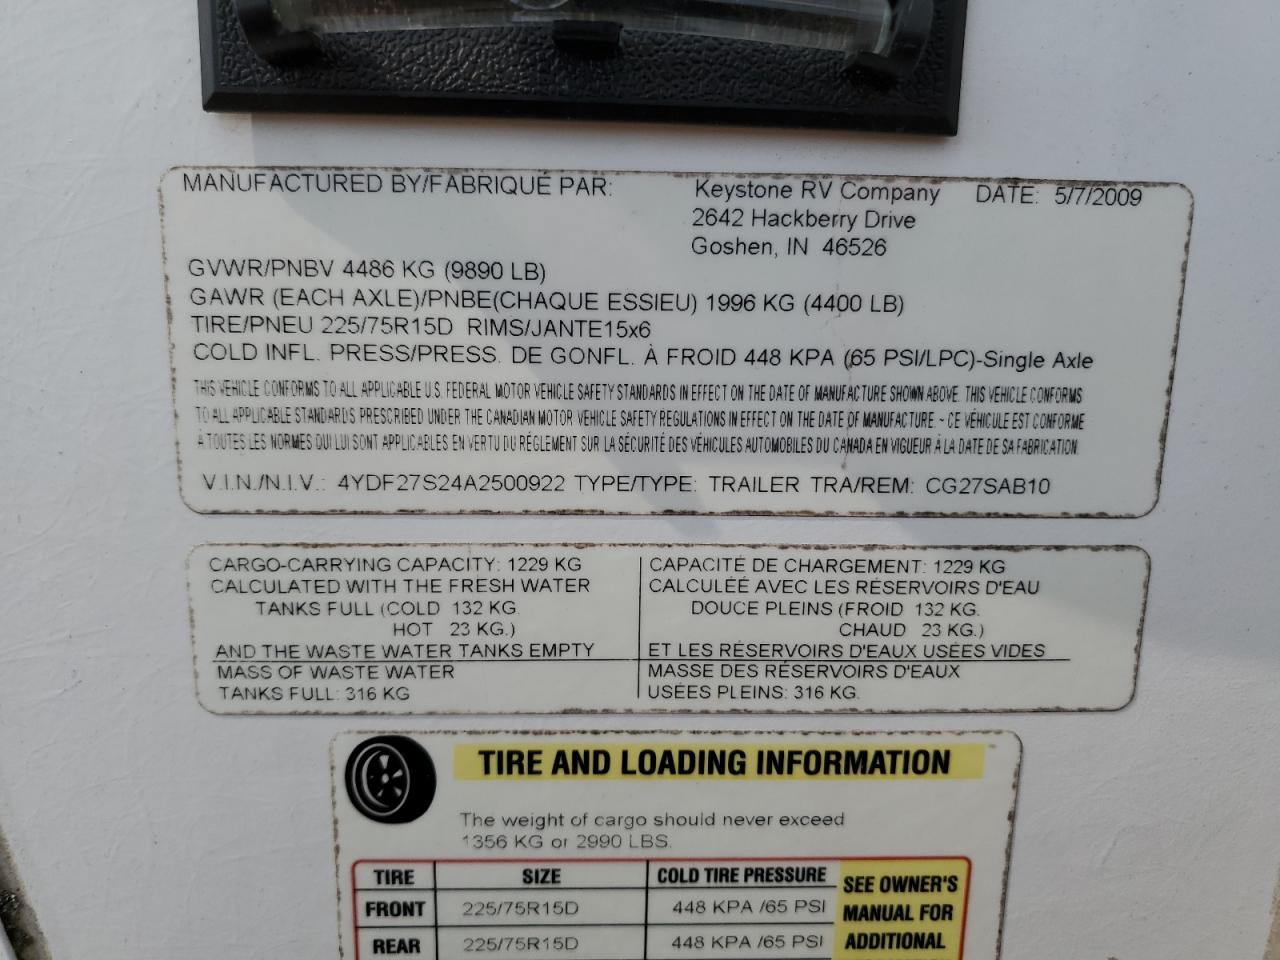 MANUFACTURED BY/FABRIQUÉ PAR: Keystone RV Company DATE: 5/7/2009
2642 Hackberry Drive
Goshen, IN 46526
GVWR/PNBV 4486 KG (9890 LB)
GAWR (EACH AXLE)/PNBE(CHAQUE ESSIEU) 1996 KG (4400 LB)
TIRE/PNEU 225/75R15D RIMS/JANTE15x6
COLD INFL. PRESS/PRESS. DE GONFL. À FROID 448 KPA (65 PSI/LPC)-Single Axle
THIS VEHICLE CONFORMS TO ALL APPLICABLE U.S. FEDERAL MOTOR VEHICLE SAFETY STANDARDS IN EFFECT ON THE DATE OF MANUFACTURE SHOWN ABOVE. THIS VEHICLE CONFORMS
TO ALL APPLICABLE STANDARDS PRESCRIBED UNDER THE CANADIAN MOTOR VEHICLE SAFETY REGULATIONS IN EFFECT ON THE DATE OF MANUFACTURE. - CE VÉHICULE EST CONFORME
À TOUTES LES NORMES QUI LUI SONT APPLICABLES EN VERTU DU RÉGLEMENT SUR LA SÉCURITÉ DES VÉHICULES AUTOMOBILES DU CANADA EN VIGUEUR À LA DATE DE SA FABRICATION.
V.I.N./N.I.V.: 4YDF27S24A2500922 TYPE/TYPE: TRAILER TRA/REM: CG27SAB10
CARGO-CARRYING CAPACITY: 1229 KG
CALCULATED WITH THE FRESH WATER
TANKS FULL (COLD 132 KG.
HOT 23 KG.)
AND THE WASTE WATER TANKS EMPTY
MASS OF WASTE WATER
TANKS FULL: 316 KG
CAPACITÉ DE CHARGEMENT: 1229 KG
CALCULÉÉ AVEC LES RÉSERVOIRS D'EAU
DOUCE PLEINS (FROID 132 KG.
CHAUD 23 KG.)
ET LES RÉSERVOIRS D'EAUX USÉES VIDES
MASSE DES RÉSERVOIRS D'EAUX
USÉES PLEINS: 316 KG.
TIRE AND LOADING INFORMATION
The weight of cargo should never exceed
1356 KG or 2990 LBS.
TIRE SIZE COLD TIRE PRESSURE
FRONT 225/75R15D 448 KPA /65 PSI
REAR 225/75R15D 448 KPA /65 PSI
SEE OWNER'S
MANUAL FOR
ADDITIONAL